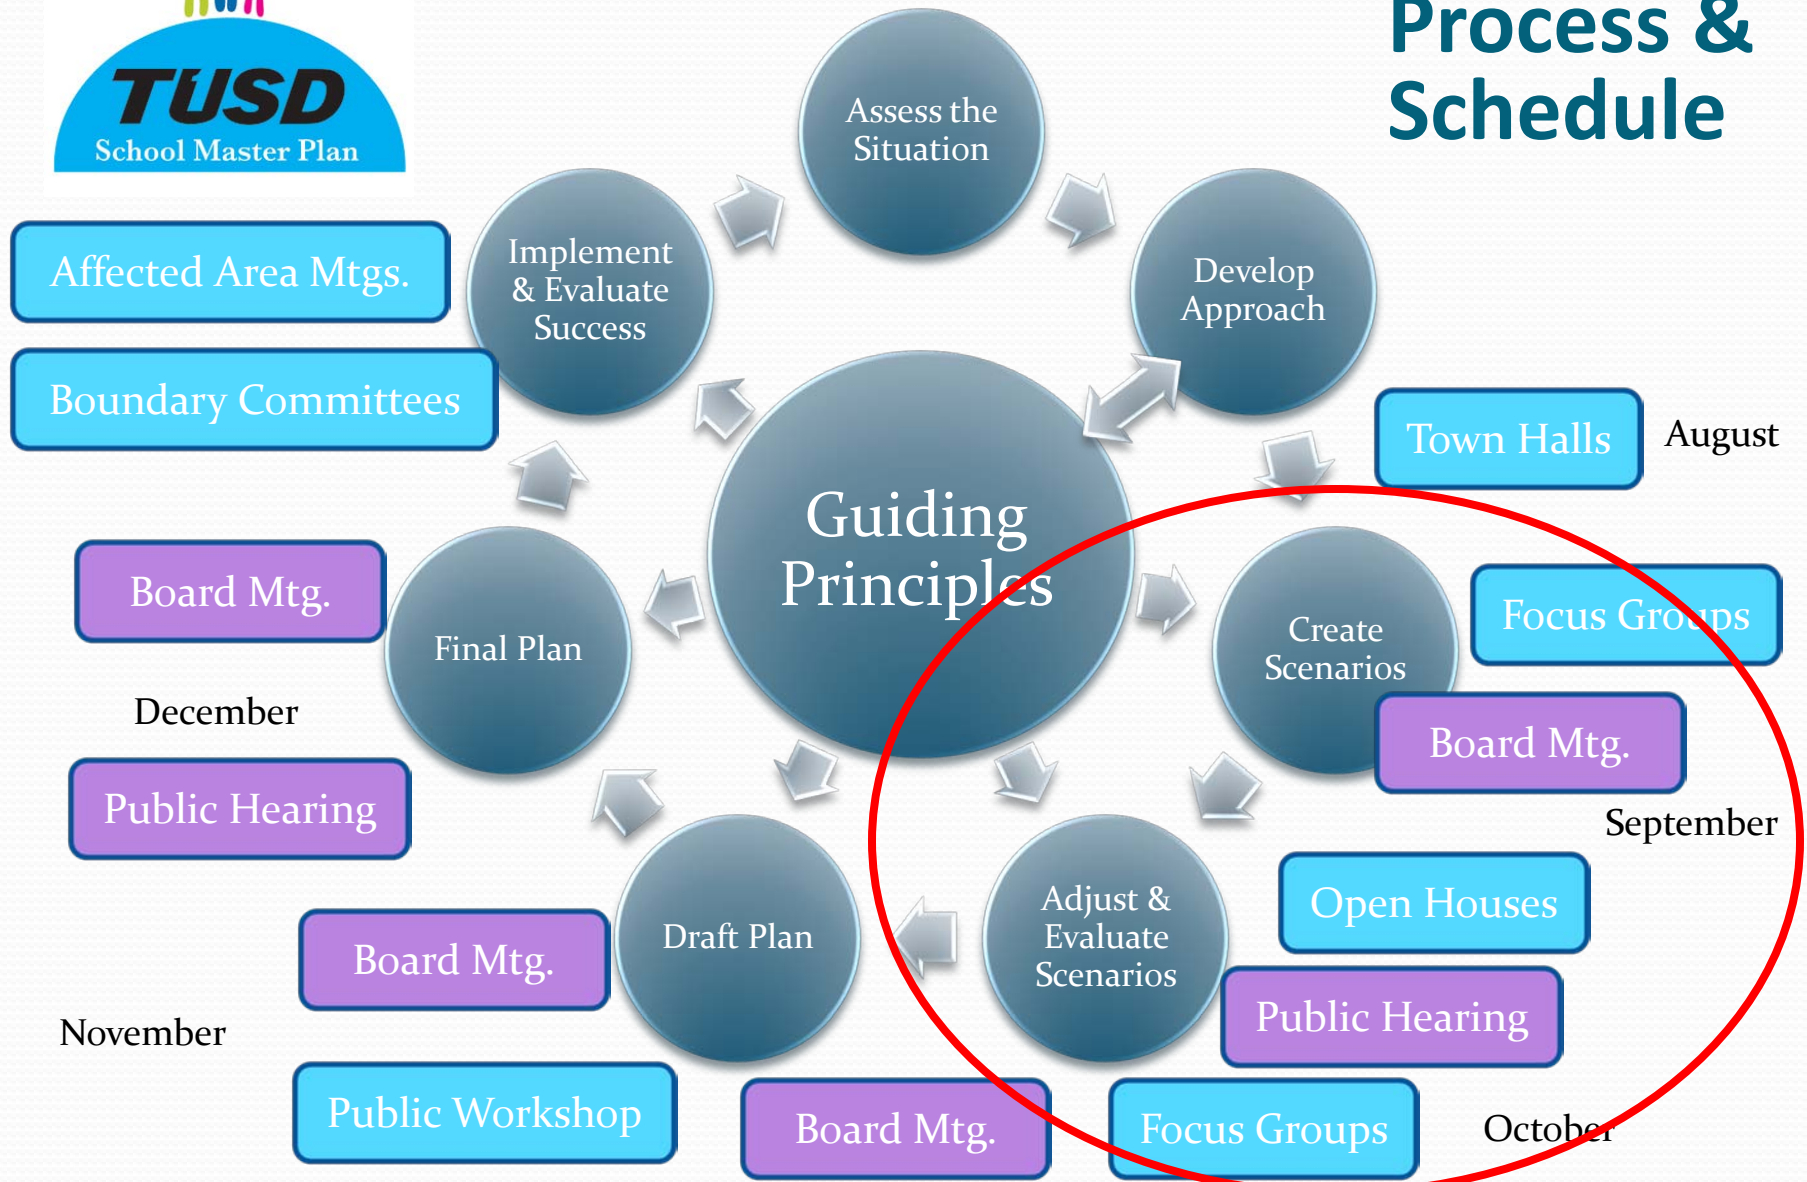 Process &
Schedule
TUSD
School Master Plan
Assess the
Situation
Implement
& Evaluate
Success
Develop
Approach
Affected Area Mtgs.
Boundary Committees
Town Halls
August
Guiding
Principles
Board Mtg.
Final Plan
Create
Scenarios
Focus Groups
December
Board Mtg.
Public Hearing
September
Adjust &
Evaluate
Scenarios
Open Houses
Draft Plan
Board Mtg.
Public Hearing
November
Public Workshop
Board Mtg.
Focus Groups
October